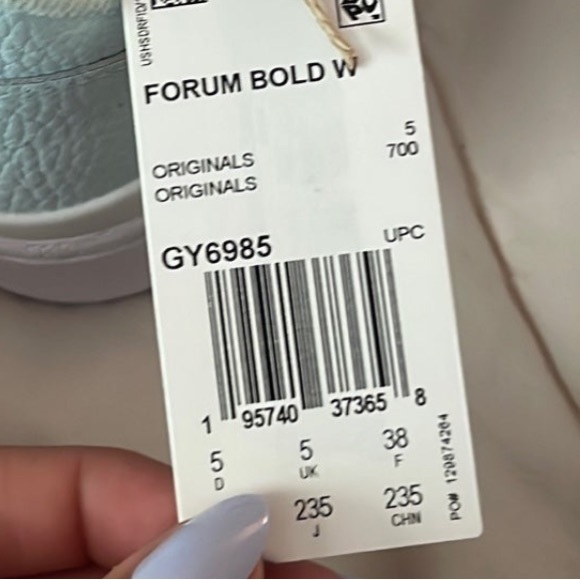 FORUM BOLD W
5
700
ORIGINALS
ORIGINALS
GY6985
UPC
1 95740 37365 8
5 5 38
D UK F
235 235
J CHN
PO# 120874264